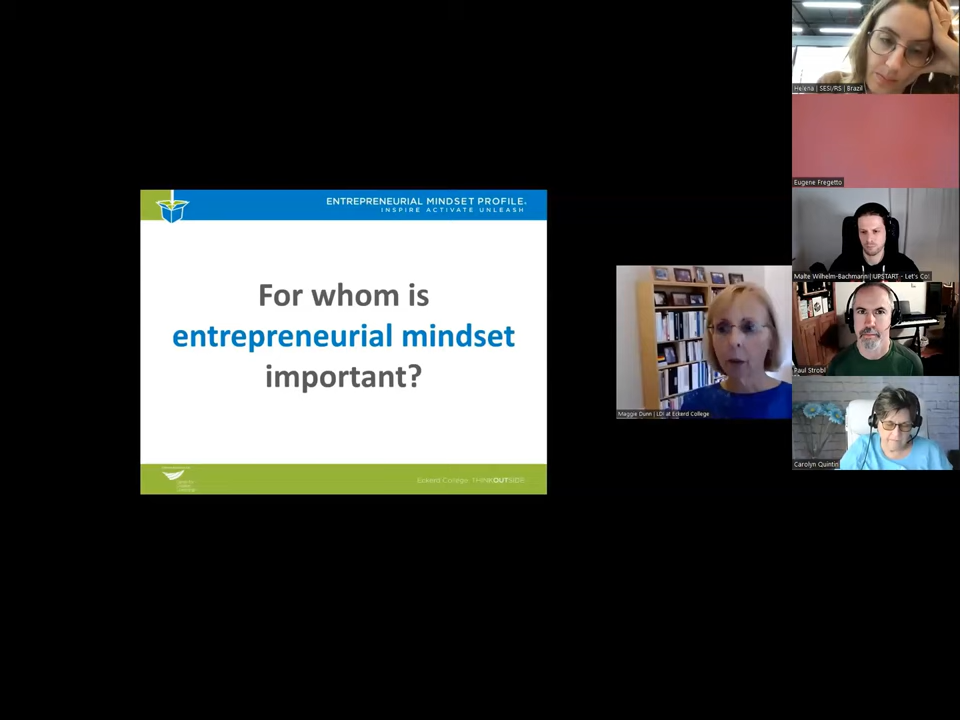 ENTREPRENEURIAL MINDSET PROFILE.
INSPIRE ACTIVATE UNLEASH
For whom is
entrepreneurial mindset
important?
Eckerd College THINKOUTSIDE
Maggie Dunn | LDI at Eckerd College
Helena | SESI/RS | Brazil
Eugene Fregetto
Malte Wilhelm-Bachmann | UPSTART - Let's Go!
Paul Strobl
Carolyn Quintin